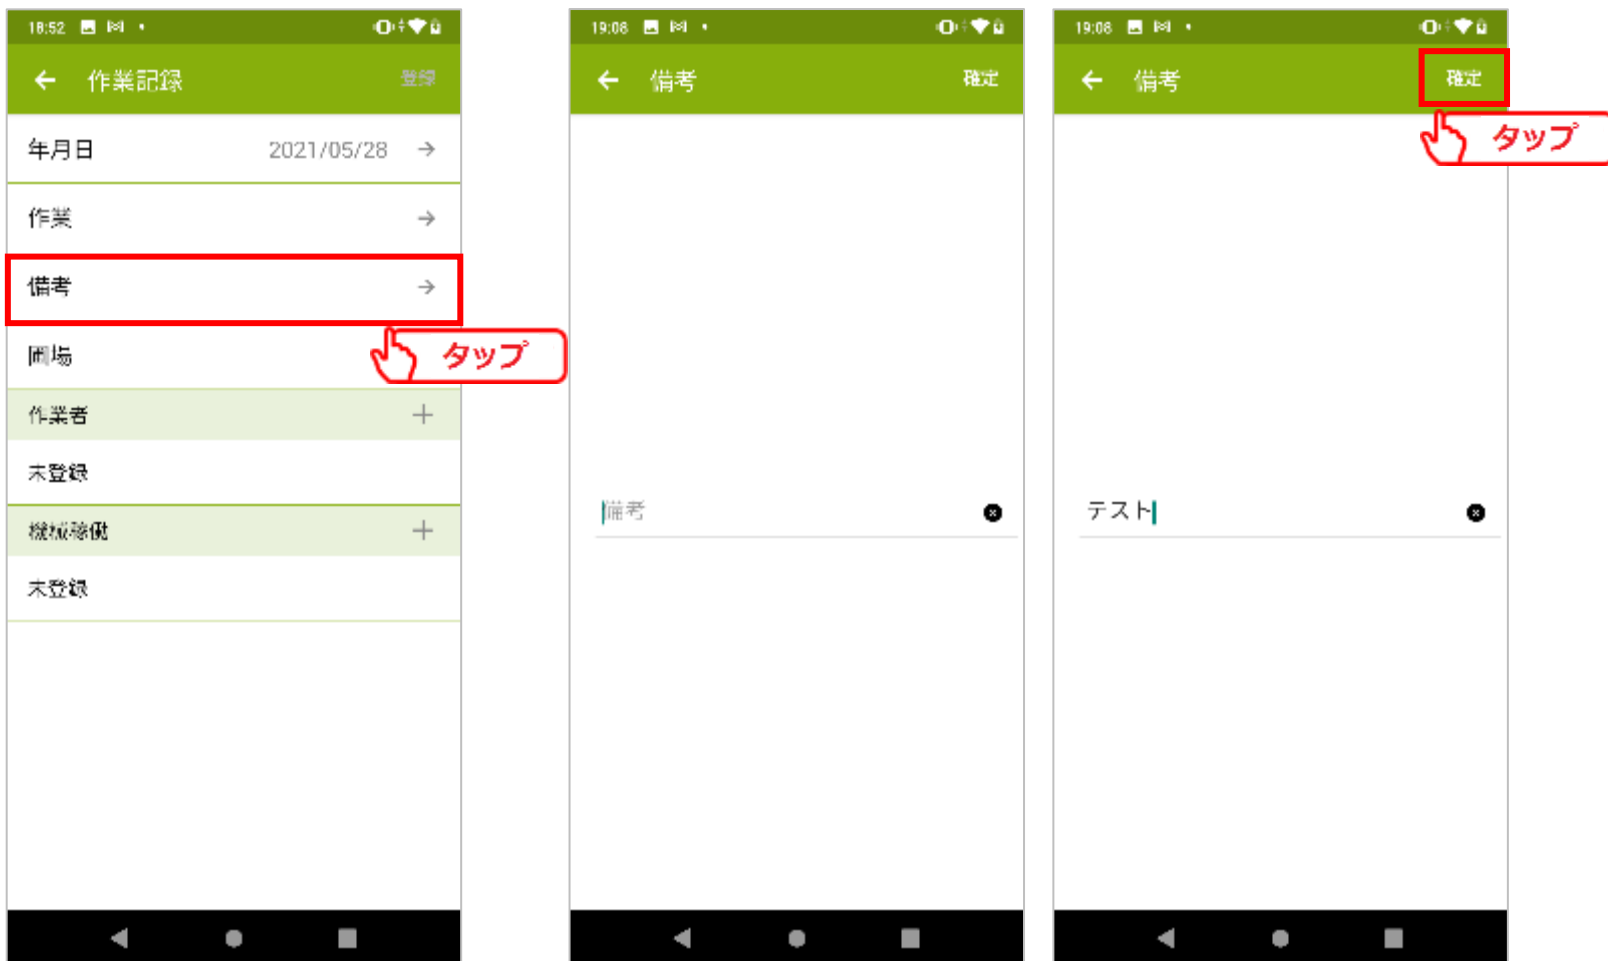 18:52
作業記録
登録
年月日
2021/05/28
作業
備考
タップ
圃場
作業者
未登録
機械稼働
未登録
19:08
備考
確定
備考
19:08
備考
確定
タップ
テスト